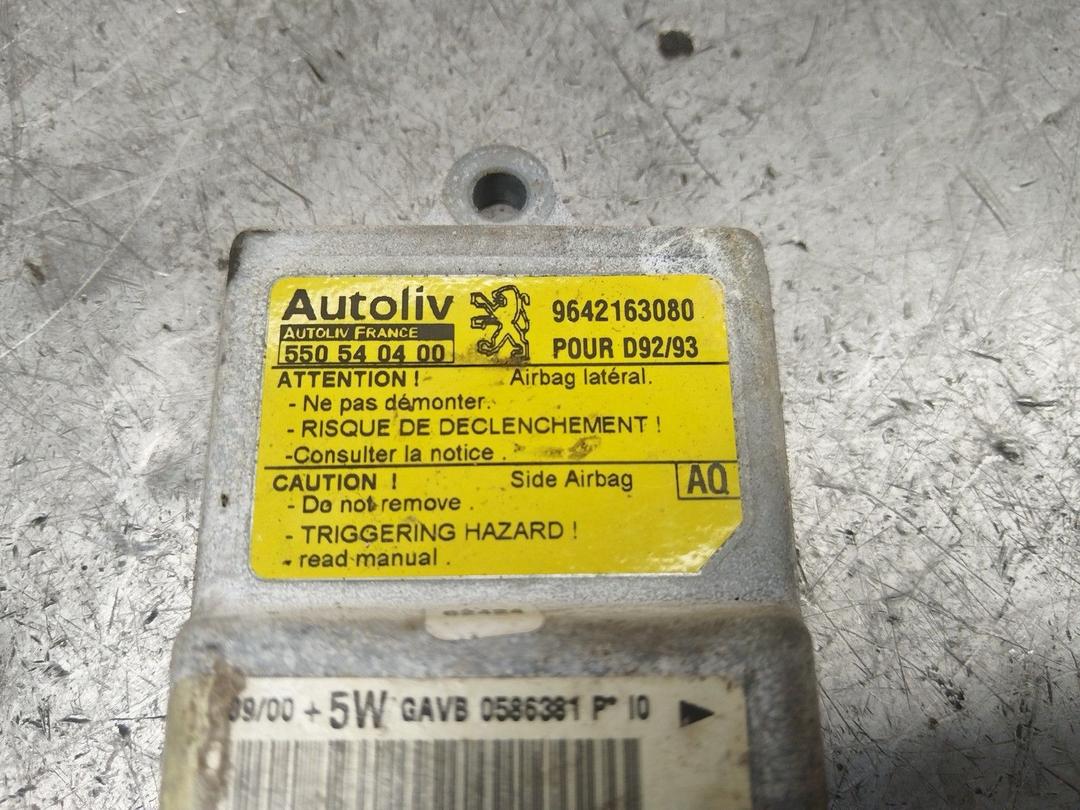 Autoliv 9642163080
AUTOLIV FRANCE
550 54 04 00 POUR D92/93
ATTENTION ! Airbag latéral.
- Ne pas démonter.
- RISQUE DE DECLENCHEMENT !
-Consulter la notice .
CAUTION ! Side Airbag AQ
- Do not remove .
- TRIGGERING HAZARD !
- read manual .
+ 5W GAVB 0586381 10